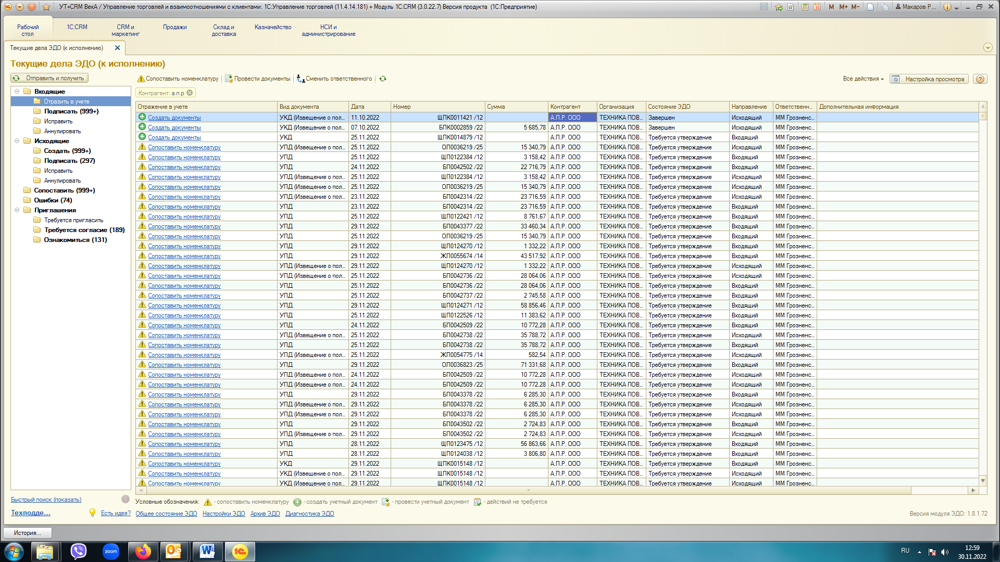 УТ+CRM ВехА / Управление торговлей и взаимоотношениями с клиентами: 1С:Управление торговлей (11.4.14.181) + Модуль 1С:CRM (3.0.22.7) Версия продукта (1С:Предприятие)
M M+ M- Макаров Р...
Рабочий стол
1С:CRM
CRM и маркетинг
Продажи
Склад и доставка
Казначейство
НСИ и администрирование
Текущие дела ЭДО (к исполнению)
Текущие дела ЭДО (к исполнению)
Отправить и получить
Сопоставить номенклатуру Провести документы Сменить ответственного
Все действия Настройка просмотра ?
Контрагент: а.п.р
Входящие
Отразить в учете
Подписать (999+)
Исправить
Аннулировать
Исходящие
Создать (999+)
Подписать (297)
Исправить
Аннулировать
Сопоставить (999+)
Ошибки (74)
Приглашения
Требуется пригласить
Требуется согласие (189)
Ознакомиться (131)
Отражение в учете Вид документа Дата Номер Сумма Контрагент Организация Состояние ЭДО Направление Ответственн... Дополнительная информация
Создать документы УКД (Извещение о пол... 11.10.2022 ЩПК0011421 /12 А.П.Р. ООО ТЕХНИКА ПОВ... Завершен Исходящий ММ Грозненс...
Создать документы УКД (Извещение о пол... 07.10.2022 БПК0002859 /22 5 685,78 А.П.Р. ООО ТЕХНИКА ПОВ... Завершен Исходящий ММ Грозненс...
Создать документы УКД 25.11.2022 ЩПК0014879 /12 А.П.Р. ООО ТЕХНИКА ПОВ... Требуется утверждение Входящий ММ Грозненс...
Сопоставить номенклатуру УПД (Извещение о пол... 25.11.2022 ОЛ0036219 /25 15 340,79 А.П.Р. ООО ТЕХНИКА ПОВ... Требуется утверждение Исходящий ММ Грозненс...
Сопоставить номенклатуру УПД 25.11.2022 ЩП0122384 /12 3 158,42 А.П.Р. ООО ТЕХНИКА ПОВ... Требуется утверждение Входящий ММ Грозненс...
Сопоставить номенклатуру УПД 24.11.2022 БП0042502 /22 22 716,79 А.П.Р. ООО ТЕХНИКА ПОВ... Требуется утверждение Входящий ММ Грозненс...
Сопоставить номенклатуру УПД (Извещение о пол... 25.11.2022 ЩП0122384 /12 3 158,42 А.П.Р. ООО ТЕХНИКА ПОВ... Требуется утверждение Исходящий ММ Грозненс...
Сопоставить номенклатуру УПД (Извещение о пол... 25.11.2022 ОЛ0036219 /25 15 340,79 А.П.Р. ООО ТЕХНИКА ПОВ... Требуется утверждение Исходящий ММ Грозненс...
Сопоставить номенклатуру УПД (Извещение о пол... 23.11.2022 БП0042314 /22 23 716,59 А.П.Р. ООО ТЕХНИКА ПОВ... Требуется утверждение Исходящий ММ Грозненс...
Сопоставить номенклатуру УПД 23.11.2022 БП0042314 /22 23 716,59 А.П.Р. ООО ТЕХНИКА ПОВ... Требуется утверждение Входящий ММ Грозненс...
Сопоставить номенклатуру УПД 25.11.2022 ЩП0122421 /12 8 761,67 А.П.Р. ООО ТЕХНИКА ПОВ... Требуется утверждение Входящий ММ Грозненс...
Сопоставить номенклатуру УПД 29.11.2022 БП0043377 /22 33 460,34 А.П.Р. ООО ТЕХНИКА ПОВ... Требуется утверждение Входящий ММ Грозненс...
Сопоставить номенклатуру УПД 25.11.2022 ОЛ0036219 /25 15 340,79 А.П.Р. ООО ТЕХНИКА ПОВ... Требуется утверждение Входящий ММ Грозненс...
Сопоставить номенклатуру УПД 29.11.2022 ЩП0124270 /12 1 332,22 А.П.Р. ООО ТЕХНИКА ПОВ... Требуется утверждение Входящий ММ Грозненс...
Сопоставить номенклатуру УПД 29.11.2022 ЖП0055674 /14 43 517,92 А.П.Р. ООО ТЕХНИКА ПОВ... Требуется утверждение Входящий ММ Грозненс...
Сопоставить номенклатуру УПД (Извещение о пол... 29.11.2022 ЩП0124270 /12 1 332,22 А.П.Р. ООО ТЕХНИКА ПОВ... Требуется утверждение Исходящий ММ Грозненс...
Сопоставить номенклатуру УПД (Извещение о пол... 25.11.2022 БП0042736 /22 28 064,06 А.П.Р. ООО ТЕХНИКА ПОВ... Требуется утверждение Исходящий ММ Грозненс...
Сопоставить номенклатуру УПД 25.11.2022 БП0042736 /22 28 064,06 А.П.Р. ООО ТЕХНИКА ПОВ... Требуется утверждение Входящий ММ Грозненс...
Сопоставить номенклатуру УПД 25.11.2022 БП0042737 /22 2 745,58 А.П.Р. ООО ТЕХНИКА ПОВ... Требуется утверждение Входящий ММ Грозненс...
Сопоставить номенклатуру УПД 29.11.2022 ЩП0124271 /12 58 856,46 А.П.Р. ООО ТЕХНИКА ПОВ... Требуется утверждение Входящий ММ Грозненс...
Сопоставить номенклатуру УПД 25.11.2022 ЩП0122526 /12 11 383,62 А.П.Р. ООО ТЕХНИКА ПОВ... Требуется утверждение Входящий ММ Грозненс...
Сопоставить номенклатуру УПД 24.11.2022 БП0042509 /22 10 772,28 А.П.Р. ООО ТЕХНИКА ПОВ... Требуется утверждение Входящий ММ Грозненс...
Сопоставить номенклатуру УПД (Извещение о пол... 25.11.2022 БП0042738 /22 35 788,72 А.П.Р. ООО ТЕХНИКА ПОВ... Требуется утверждение Исходящий ММ Грозненс...
Сопоставить номенклатуру УПД 25.11.2022 БП0042738 /22 35 788,72 А.П.Р. ООО ТЕХНИКА ПОВ... Требуется утверждение Входящий ММ Грозненс...
Сопоставить номенклатуру УПД (Извещение о пол... 25.11.2022 ЖП0054775 /14 582,54 А.П.Р. ООО ТЕХНИКА ПОВ... Требуется утверждение Исходящий ММ Грозненс...
Сопоставить номенклатуру УПД 29.11.2022 ОЛ0036823 /25 71 331,68 А.П.Р. ООО ТЕХНИКА ПОВ... Требуется утверждение Входящий ММ Грозненс...
Сопоставить номенклатуру УПД (Извещение о пол... 24.11.2022 БП0042509 /22 10 772,28 А.П.Р. ООО ТЕХНИКА ПОВ... Требуется утверждение Исходящий ММ Грозненс...
Сопоставить номенклатуру УПД (Извещение о пол... 24.11.2022 БП0042509 /22 10 772,28 А.П.Р. ООО ТЕХНИКА ПОВ... Требуется утверждение Исходящий ММ Грозненс...
Сопоставить номенклатуру УПД 29.11.2022 БП0043378 /22 6 285,30 А.П.Р. ООО ТЕХНИКА ПОВ... Требуется утверждение Входящий ММ Грозненс...
Сопоставить номенклатуру УПД (Извещение о пол... 29.11.2022 БП0043378 /22 6 285,30 А.П.Р. ООО ТЕХНИКА ПОВ... Требуется утверждение Исходящий ММ Грозненс...
Сопоставить номенклатуру УПД (Извещение о пол... 29.11.2022 БП0043378 /22 6 285,30 А.П.Р. ООО ТЕХНИКА ПОВ... Требуется утверждение Исходящий ММ Грозненс...
Сопоставить номенклатуру УПД 29.11.2022 БП0043502 /22 2 724,83 А.П.Р. ООО ТЕХНИКА ПОВ... Требуется утверждение Входящий ММ Грозненс...
Сопоставить номенклатуру УПД (Извещение о пол... 29.11.2022 БП0043502 /22 2 724,83 А.П.Р. ООО ТЕХНИКА ПОВ... Требуется утверждение Исходящий ММ Грозненс...
Сопоставить номенклатуру УПД 28.11.2022 ЩП0123475 /12 56 863,66 А.П.Р. ООО ТЕХНИКА ПОВ... Требуется утверждение Входящий ММ Грозненс...
Сопоставить номенклатуру УПД 28.11.2022 ЩП0124038 /12 3 806,80 А.П.Р. ООО ТЕХНИКА ПОВ... Требуется утверждение Входящий ММ Грозненс...
Сопоставить номенклатуру УКД 29.11.2022 ЩПК0015148 /12 А.П.Р. ООО ТЕХНИКА ПОВ... Требуется утверждение Входящий ММ Грозненс...
Сопоставить номенклатуру УКД (Извещение о пол... 29.11.2022 ЩПК0015148 /12 А.П.Р. ООО ТЕХНИКА ПОВ... Требуется утверждение Исходящий ММ Грозненс...
Сопоставить номенклатуру УКД (Извещение о пол... 29.11.2022 ЩПК0015148 /12 А.П.Р. ООО ТЕХНИКА ПОВ... Требуется утверждение Исходящий ММ Грозненс...
Быстрый поиск (показать)
Условные обозначения: - сопоставить номенклатуру - создать учетный документ - провести учетный документ - действий не требуется
Техподде... Есть идея? Общее состояние ЭДО Настройки ЭДО Архив ЭДО Диагностика ЭДО Версия модуля ЭДО: 1.8.1.72
История...
zoom
RU
12:59
30.11.2022